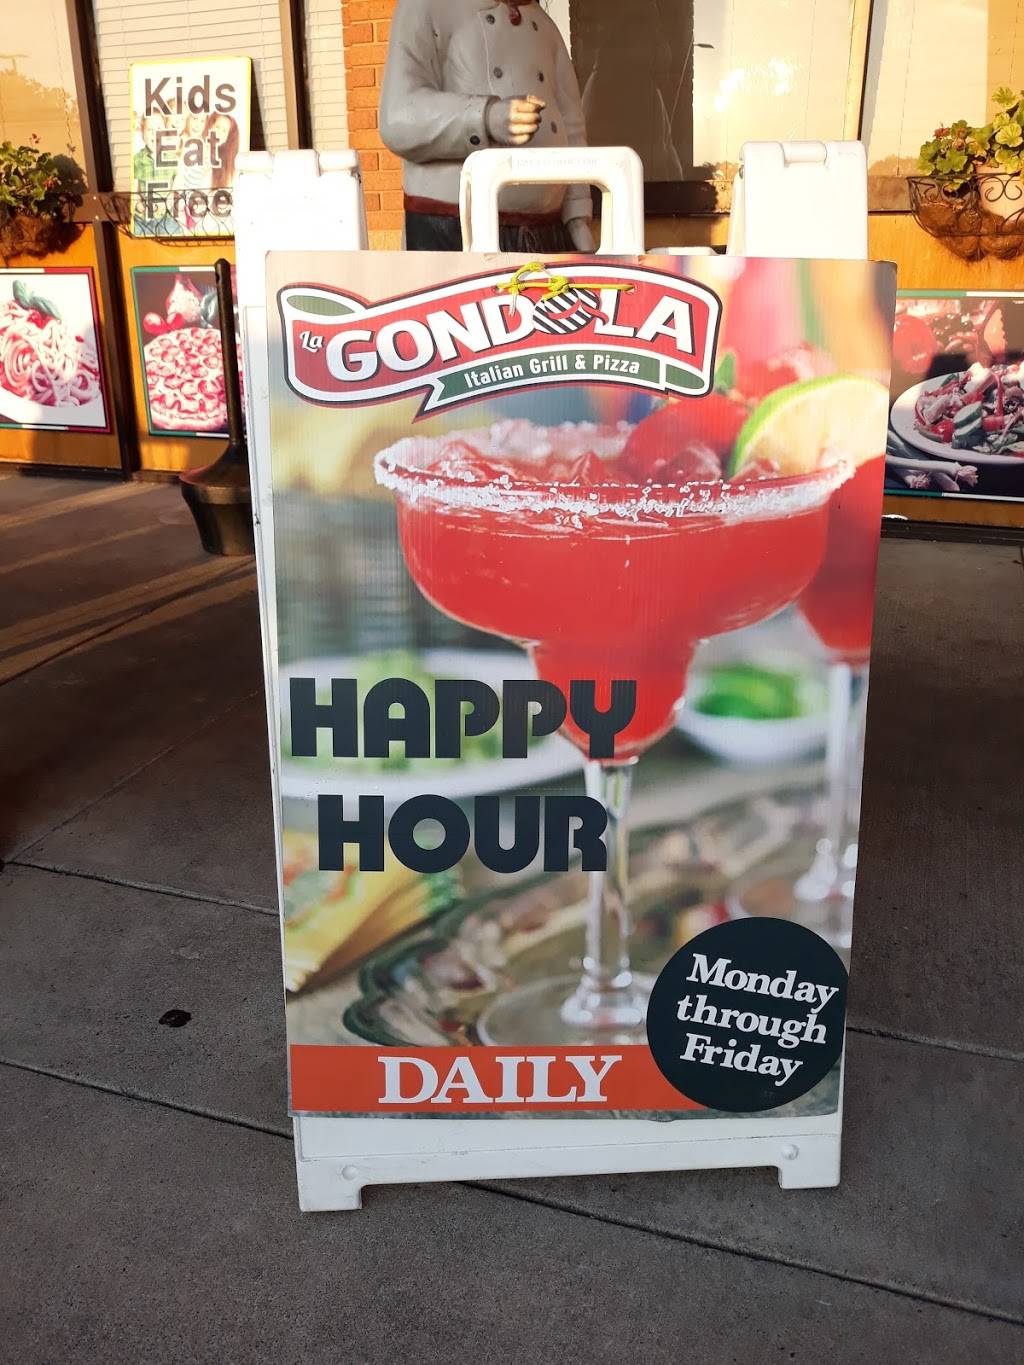 Kids
Eat
Free
La
GONDOLA
Italian Grill & Pizza
HAPPY
HOUR
Monday
through
Friday
DAILY